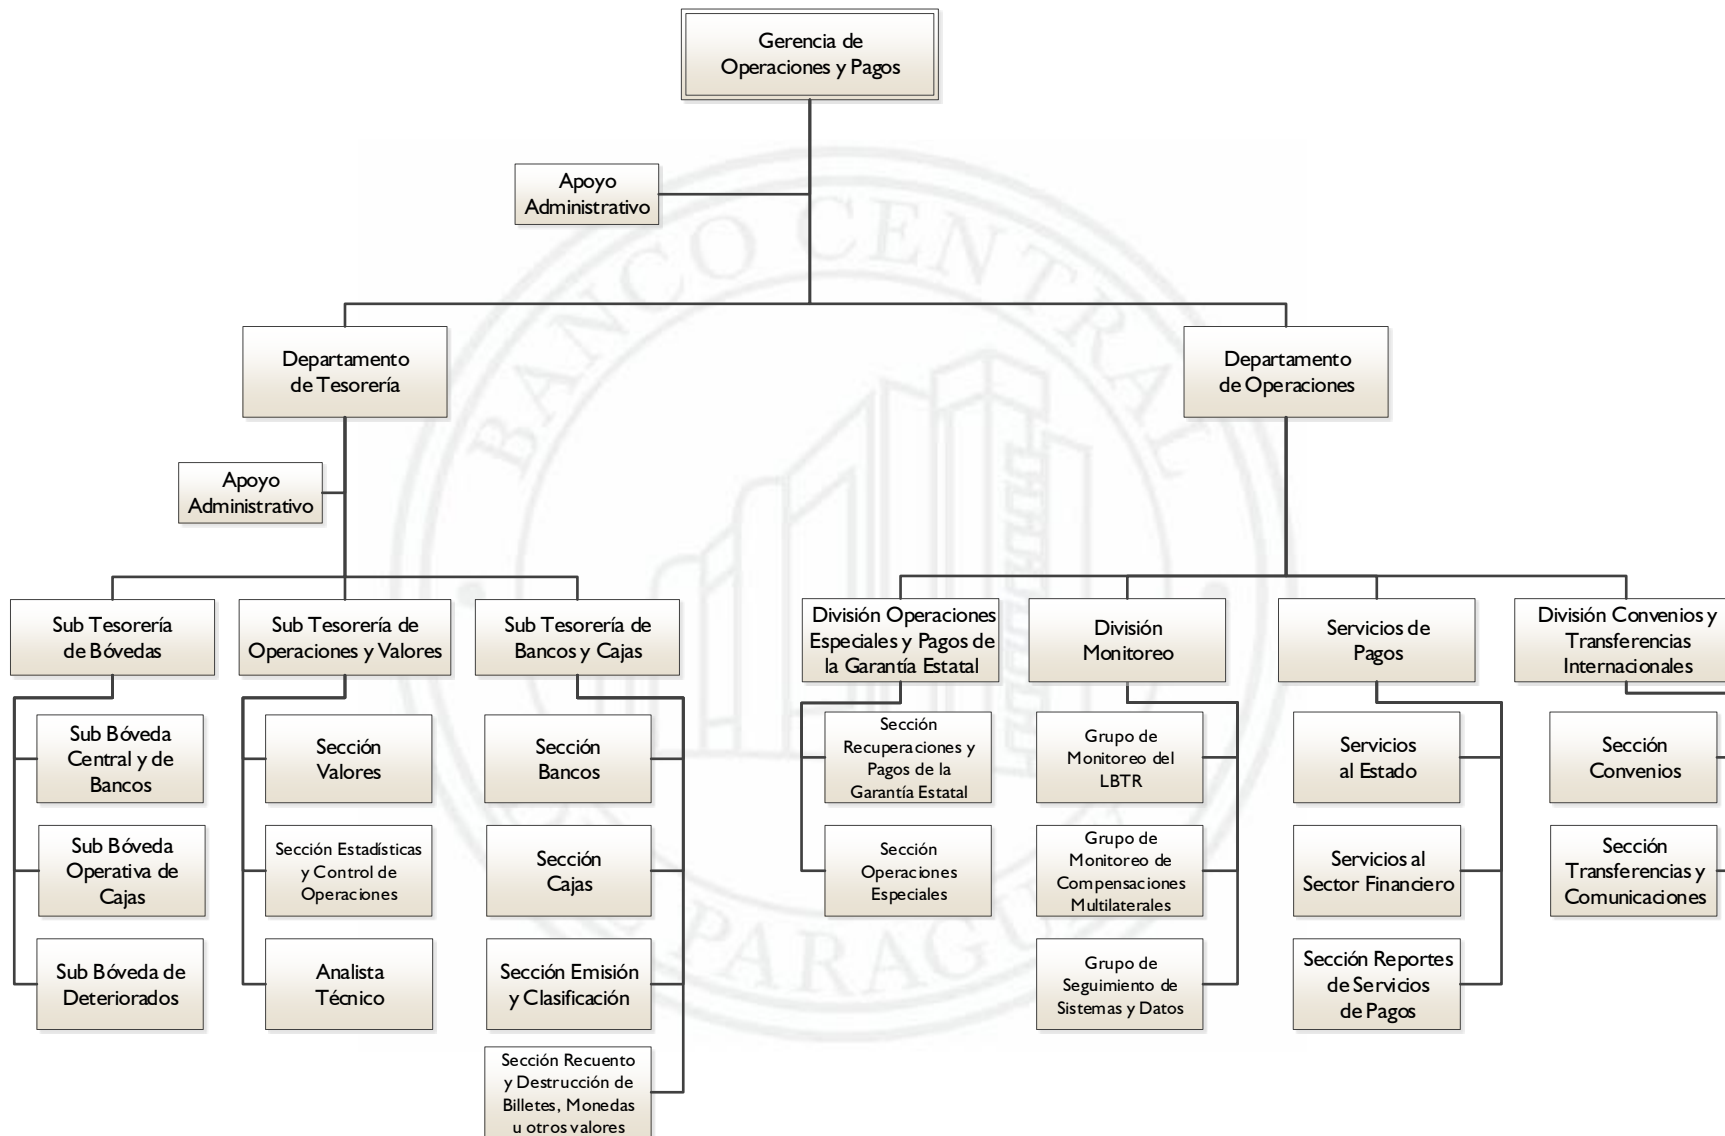 Gerencia de
Operaciones y Pagos
Apoyo
Administrativo
Departamento
de Tesorería
Departamento
de Operaciones
Apoyo
Administrativo
Sub Tesorería
de Bóvedas
Sub Tesorería de
Operaciones y Valores
Sub Tesorería de
Bancos y Cajas
División Operaciones
Especiales y Pagos de
la Garantía Estatal
División
Monitoreo
Servicios de
Pagos
División Convenios y
Transferencias
Internacionales
Sub Bóveda
Central y de
Bancos
Sección
Valores
Sección
Bancos
Sección
Recuperaciones y
Pagos de la
Garantía Estatal
Grupo de
Monitoreo del
LBTR
Servicios
al Estado
Sección
Convenios
Sub Bóveda
Operativa de
Cajas
Sección Estadísticas
y Control de
Operaciones
Sección
Cajas
Sección
Operaciones
Especiales
Grupo de
Monitoreo de
Compensaciones
Multilaterales
Servicios al
Sector Financiero
Sección
Transferencias y
Comunicaciones
Sub Bóveda de
Deteriorados
Analista
Técnico
Sección Emisión
y Clasificación
Grupo de
Seguimiento de
Sistemas y Datos
Sección Reportes
de Servicios
de Pagos
Sección Recuento
y Destrucción de
Billetes, Monedas
u otros valores
BANCO CENTRAL